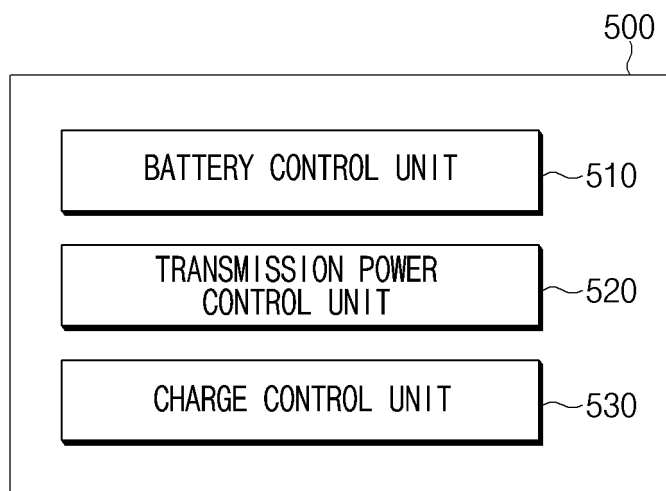 500
BATTERY CONTROL UNIT
510
TRANSMISSION POWER
CONTROL UNIT
520
CHARGE CONTROL UNIT
530